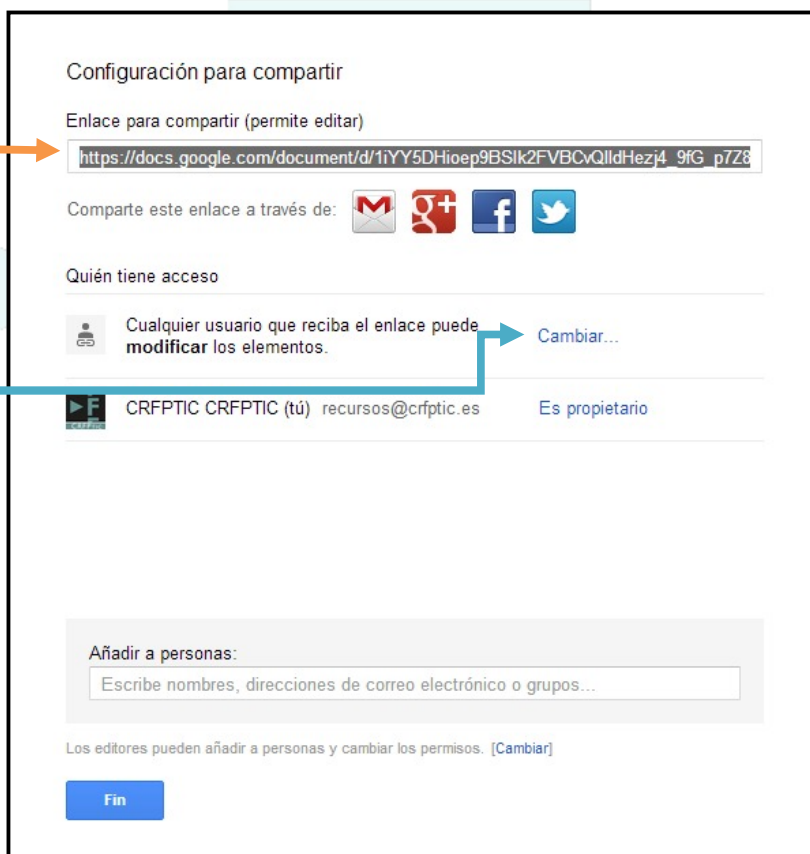 Configuración para compartir
Enlace para compartir (permite editar)
https://docs.google.com/document/d/1iYY5DHioep9BSlk2FVBCvQlldHezj4_9fG_p7Z8
Comparte este enlace a través de:
Quién tiene acceso
Cualquier usuario que reciba el enlace puede
modificar los elementos.
Cambiar...
CRFPTIC CRFPTIC (tú) recursos@crfptic.es Es propietario
Añadir a personas:
Escribe nombres, direcciones de correo electrónico o grupos...
Los editores pueden añadir a personas y cambiar los permisos. [Cambiar]
Fin